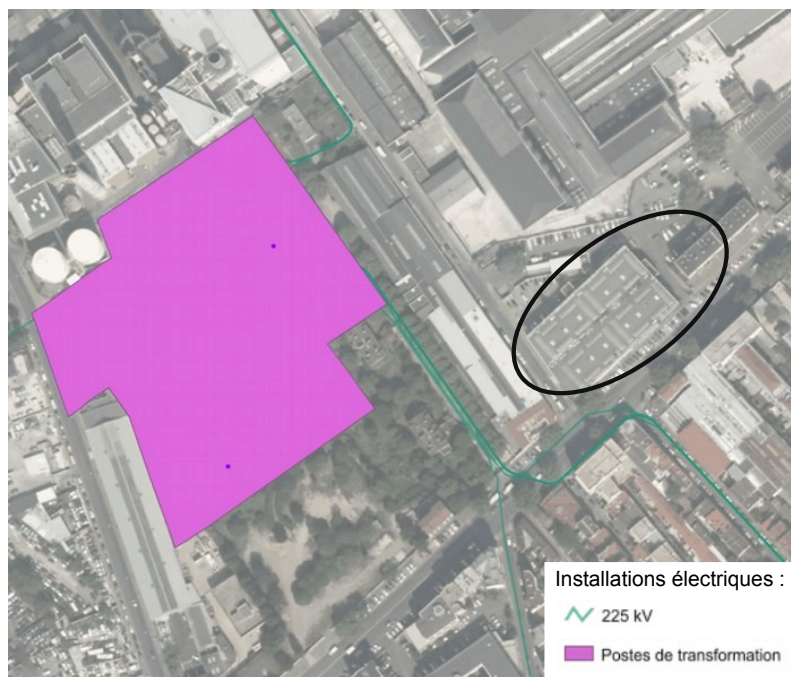 Installations électriques :
225 kV
Postes de transformation